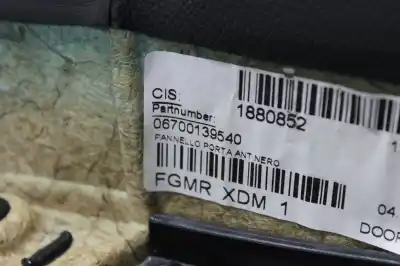 CIS:
1880852
Partnumber:
06700139540
PANNELLO PORTA ANT NERO
FGMR XDM 1
04
DOOR